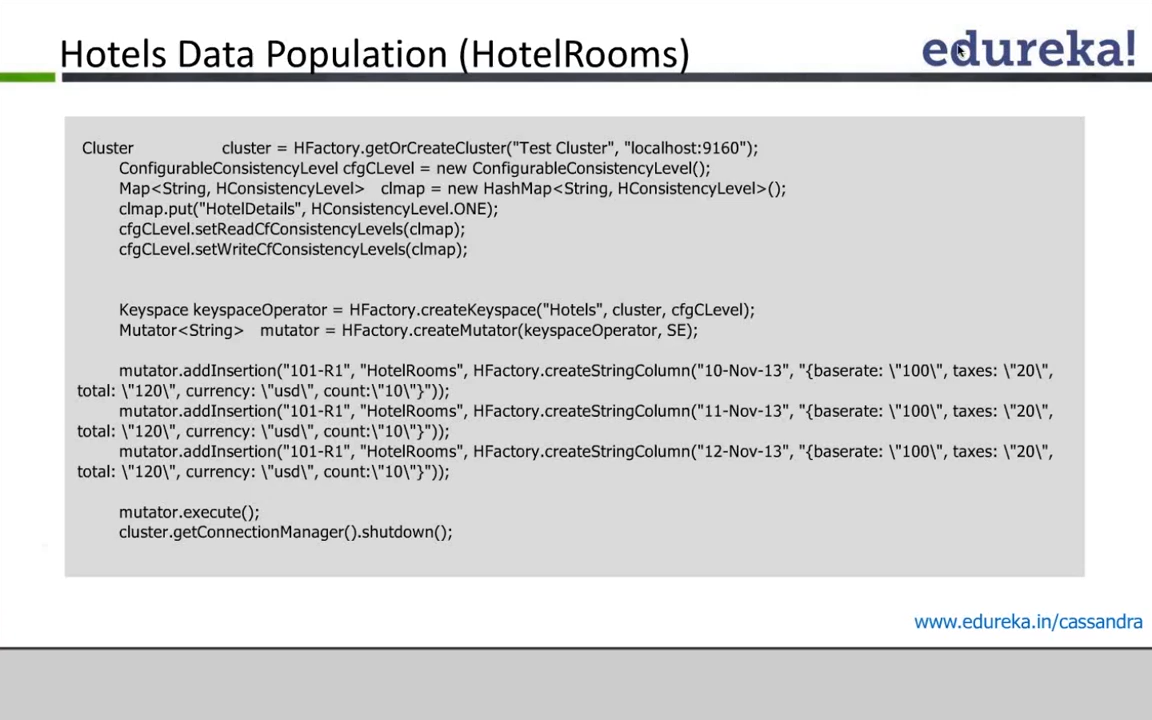 Hotels Data Population (HotelRooms)
edureka!
Cluster cluster = HFactory.getOrCreateCluster("Test Cluster", "localhost:9160");
ConfigurableConsistencyLevel cfgCLevel = new ConfigurableConsistencyLevel();
Map<String, HConsistencyLevel> clmap = new HashMap<String, HConsistencyLevel>();
clmap.put("HotelDetails", HConsistencyLevel.ONE);
cfgCLevel.setReadCfConsistencyLevels(clmap);
cfgCLevel.setWriteCfConsistencyLevels(clmap);
Keyspace keyspaceOperator = HFactory.createKeyspace("Hotels", cluster, cfgCLevel);
Mutator<String> mutator = HFactory.createMutator(keyspaceOperator, SE);
mutator.addInsertion("101-R1", "HotelRooms", HFactory.createStringColumn("10-Nov-13", "{baserate: \"100\", taxes: \"20\",
total: \"120\", currency: \"usd\", count:\"10\"}"));
mutator.addInsertion("101-R1", "HotelRooms", HFactory.createStringColumn("11-Nov-13", "{baserate: \"100\", taxes: \"20\",
total: \"120\", currency: \"usd\", count:\"10\"}"));
mutator.addInsertion("101-R1", "HotelRooms", HFactory.createStringColumn("12-Nov-13", "{baserate: \"100\", taxes: \"20\",
total: \"120\", currency: \"usd\", count:\"10\"}"));
mutator.execute();
cluster.getConnectionManager().shutdown();
www.edureka.in/cassandra